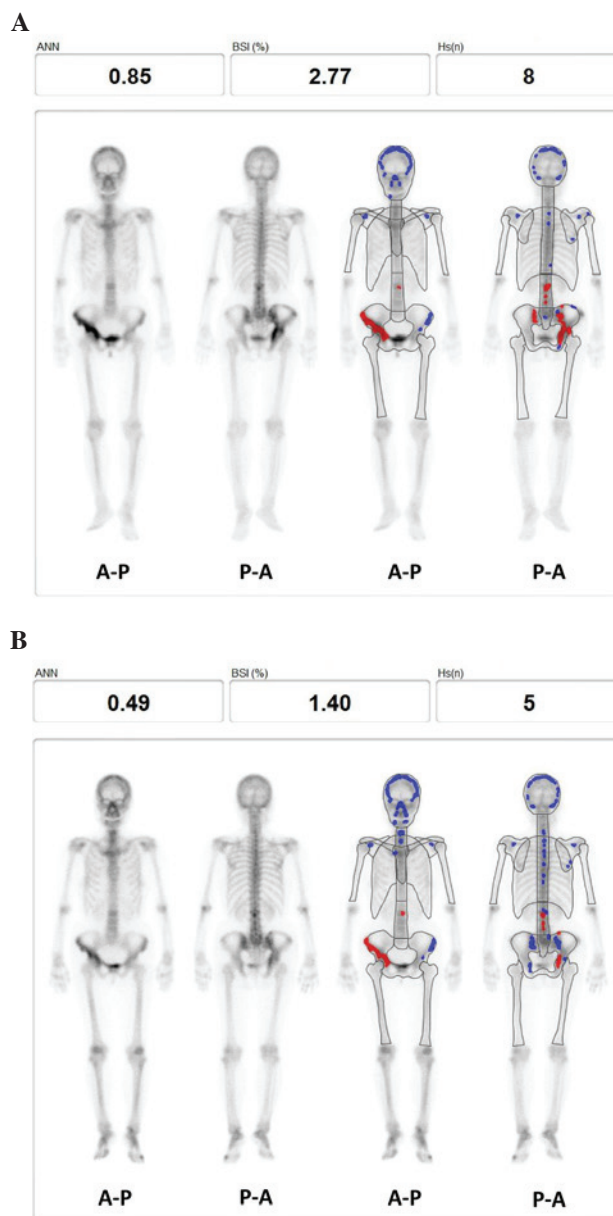 A
ANN BSI (%) Hs(n)
0.85 2.77 8
A-P P-A A-P P-A
B
ANN BSI (%) Hs(n)
0.49 1.40 5
A-P P-A A-P P-A